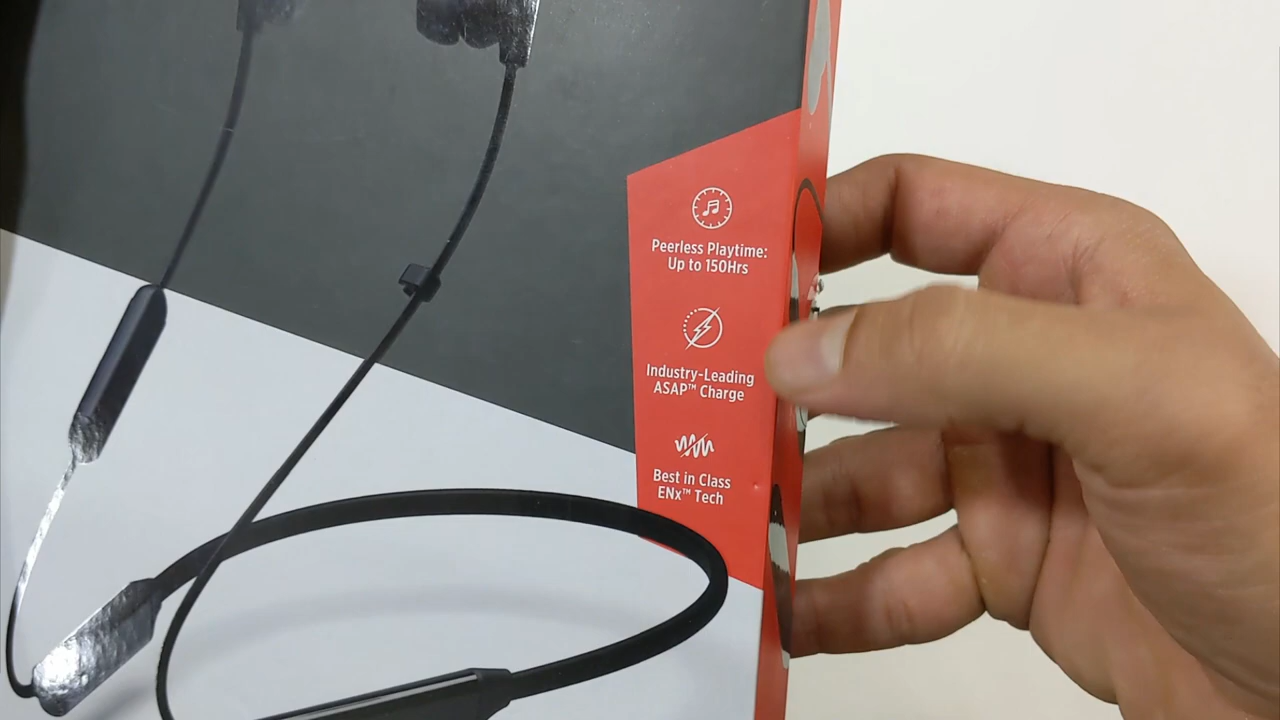 Peerless Playtime:
Up to 150Hrs
Industry-Leading
ASAP™ Charge
Best in Class
ENx™ Tech